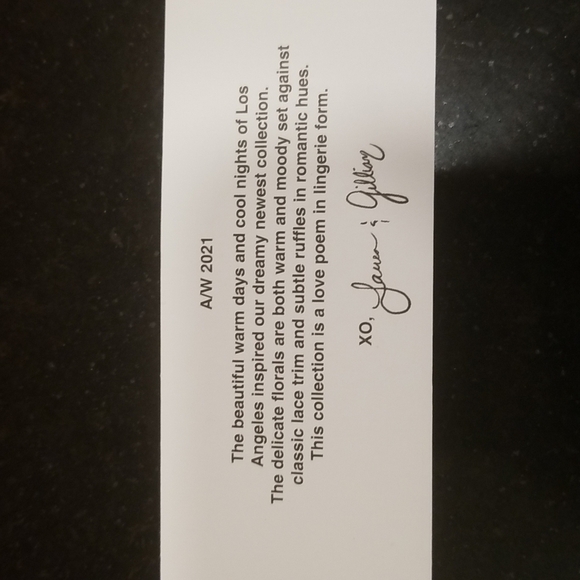 A/W 2021
The beautiful warm days and cool nights of Los
Angeles inspired our dreamy newest collection.
The delicate florals are both warm and moody set against
classic lace trim and subtle ruffles in romantic hues.
This collection is a love poem in lingerie form.
XO, Lauren & Gillian